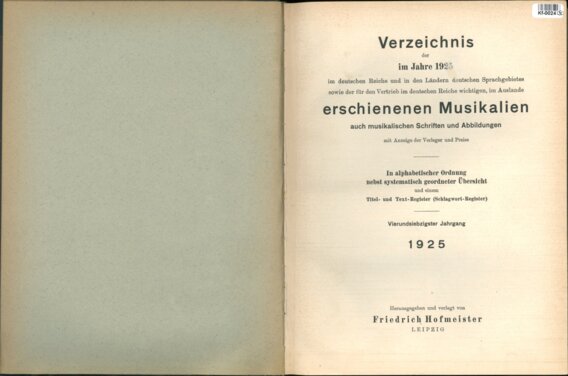 Kf-0024
Verzeichnis
der
im Jahre 1925
im deutschen Reiche und in den Ländern deutschen Sprachgebietes
sowie der für den Vertrieb im deutschen Reiche wichtigen, im Auslande
erschienenen Musikalien
auch musikalischen Schriften und Abbildungen
mit Anzeige der Verleger und Preise
In alphabetischer Ordnung
nebst systematisch geordneter Übersicht
und einem
Titel- und Text-Register (Schlagwort-Register)
Vierundsiebzigster Jahrgang
1925
Herausgegeben und verlegt von
Friedrich Hofmeister
LEIPZIG